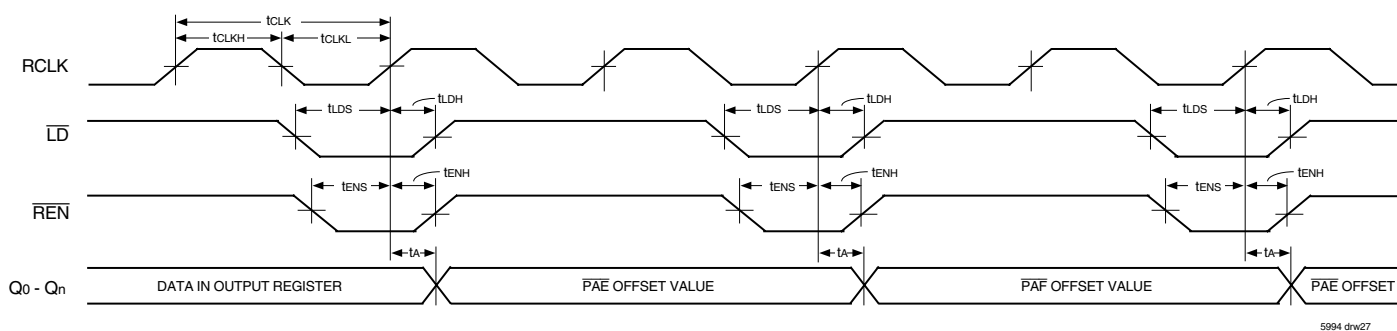 tCLK
tCLKH tCLKL
RCLK
tLDS tLDH tLDS tLDH tLDS tLDH
LD
tENS tENH tENS tENH tENS tENH
REN
tA tA tA
Q0 - Qn DATA IN OUTPUT REGISTER PAE OFFSET VALUE PAF OFFSET VALUE PAE OFFSET
5994 drw27